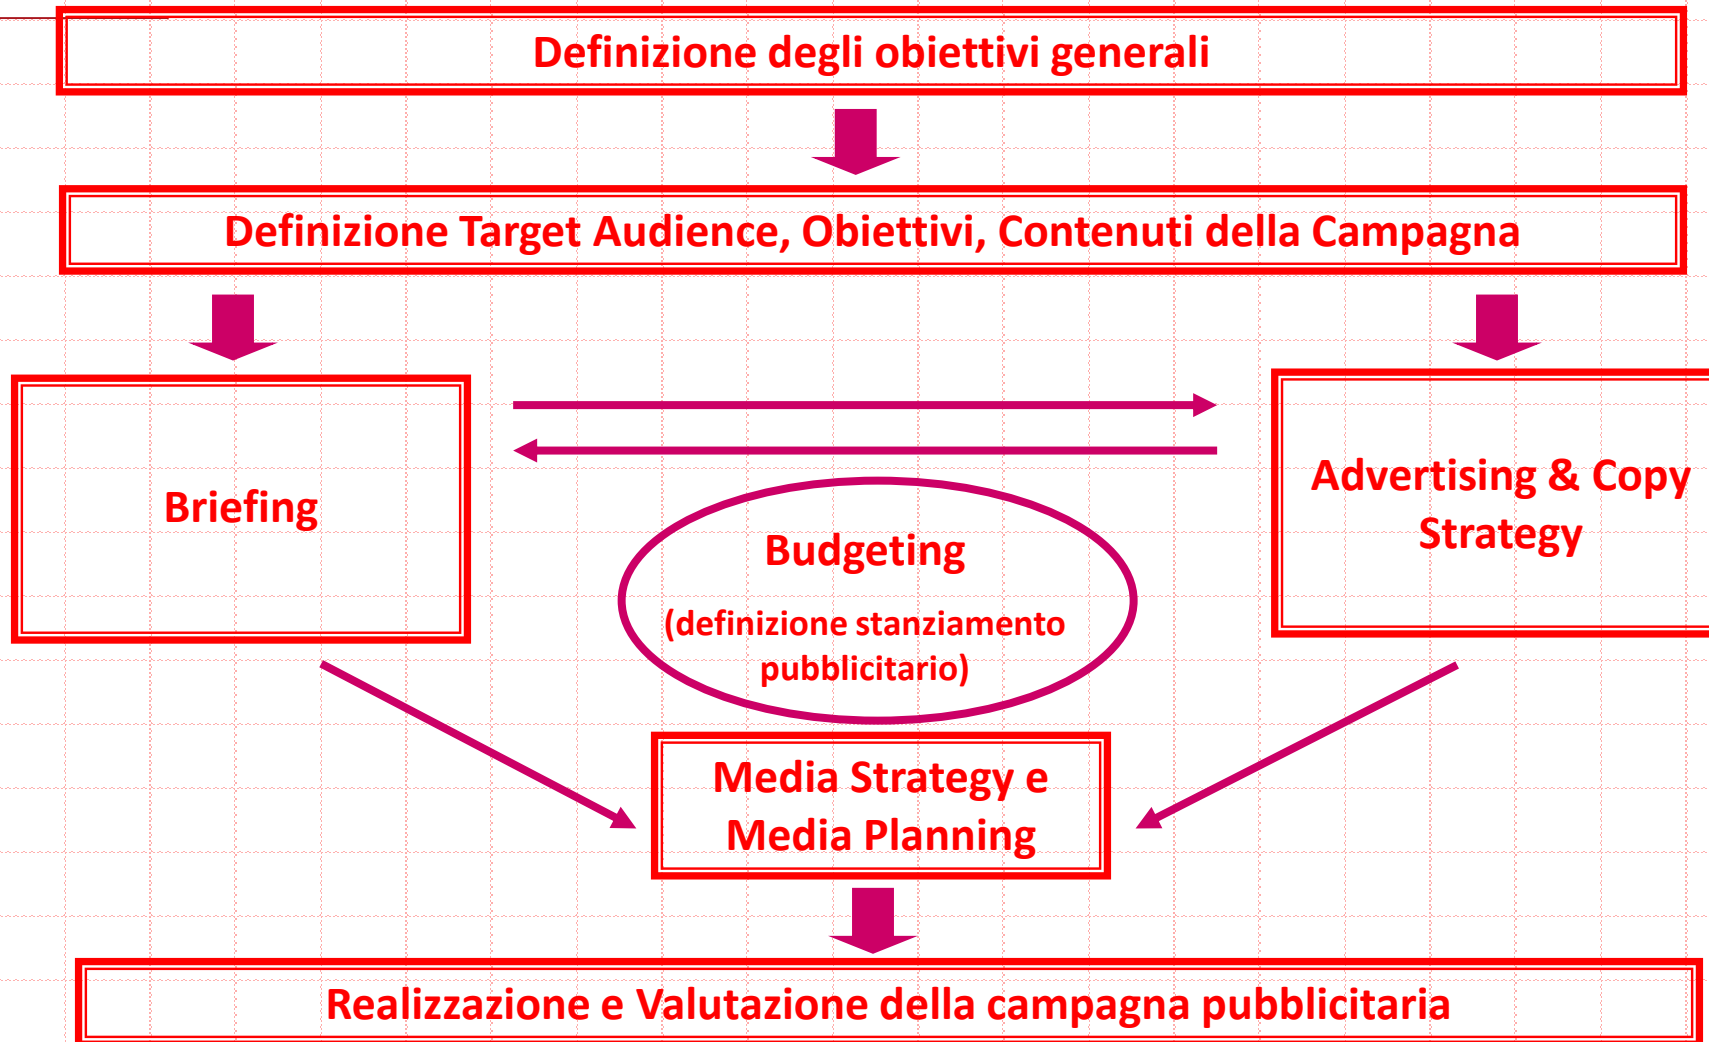 Definizione degli obiettivi generali
Definizione Target Audience, Obiettivi, Contenuti della Campagna
Briefing
Advertising & Copy
Strategy
Budgeting
(definizione stanziamento
pubblicitario)
Media Strategy e
Media Planning
Realizzazione e Valutazione della campagna pubblicitaria